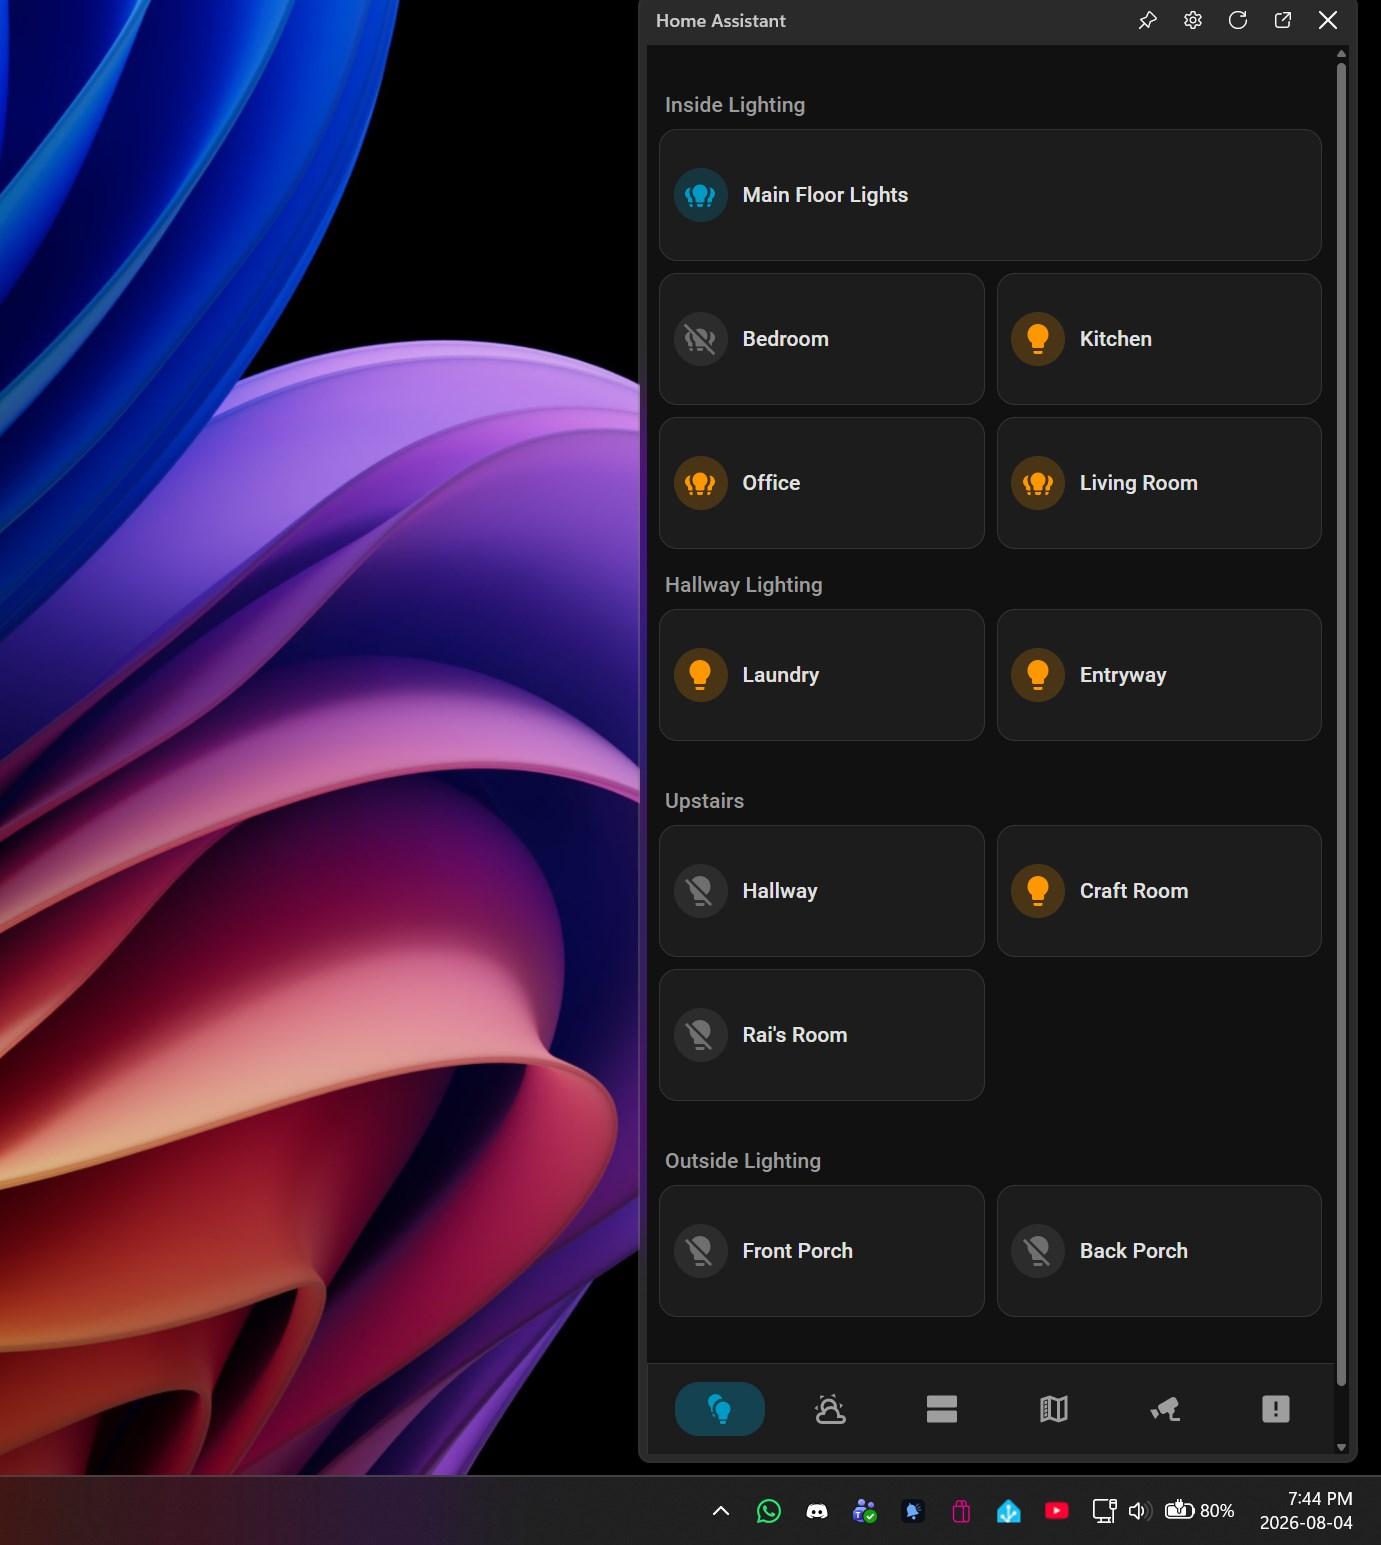 Home Assistant
Inside Lighting
Main Floor Lights
Bedroom
Kitchen
Office
Living Room
Hallway Lighting
Laundry
Entryway
Upstairs
Hallway
Craft Room
Rai's Room
Outside Lighting
Front Porch
Back Porch
80%
7:44 PM
2026-08-04